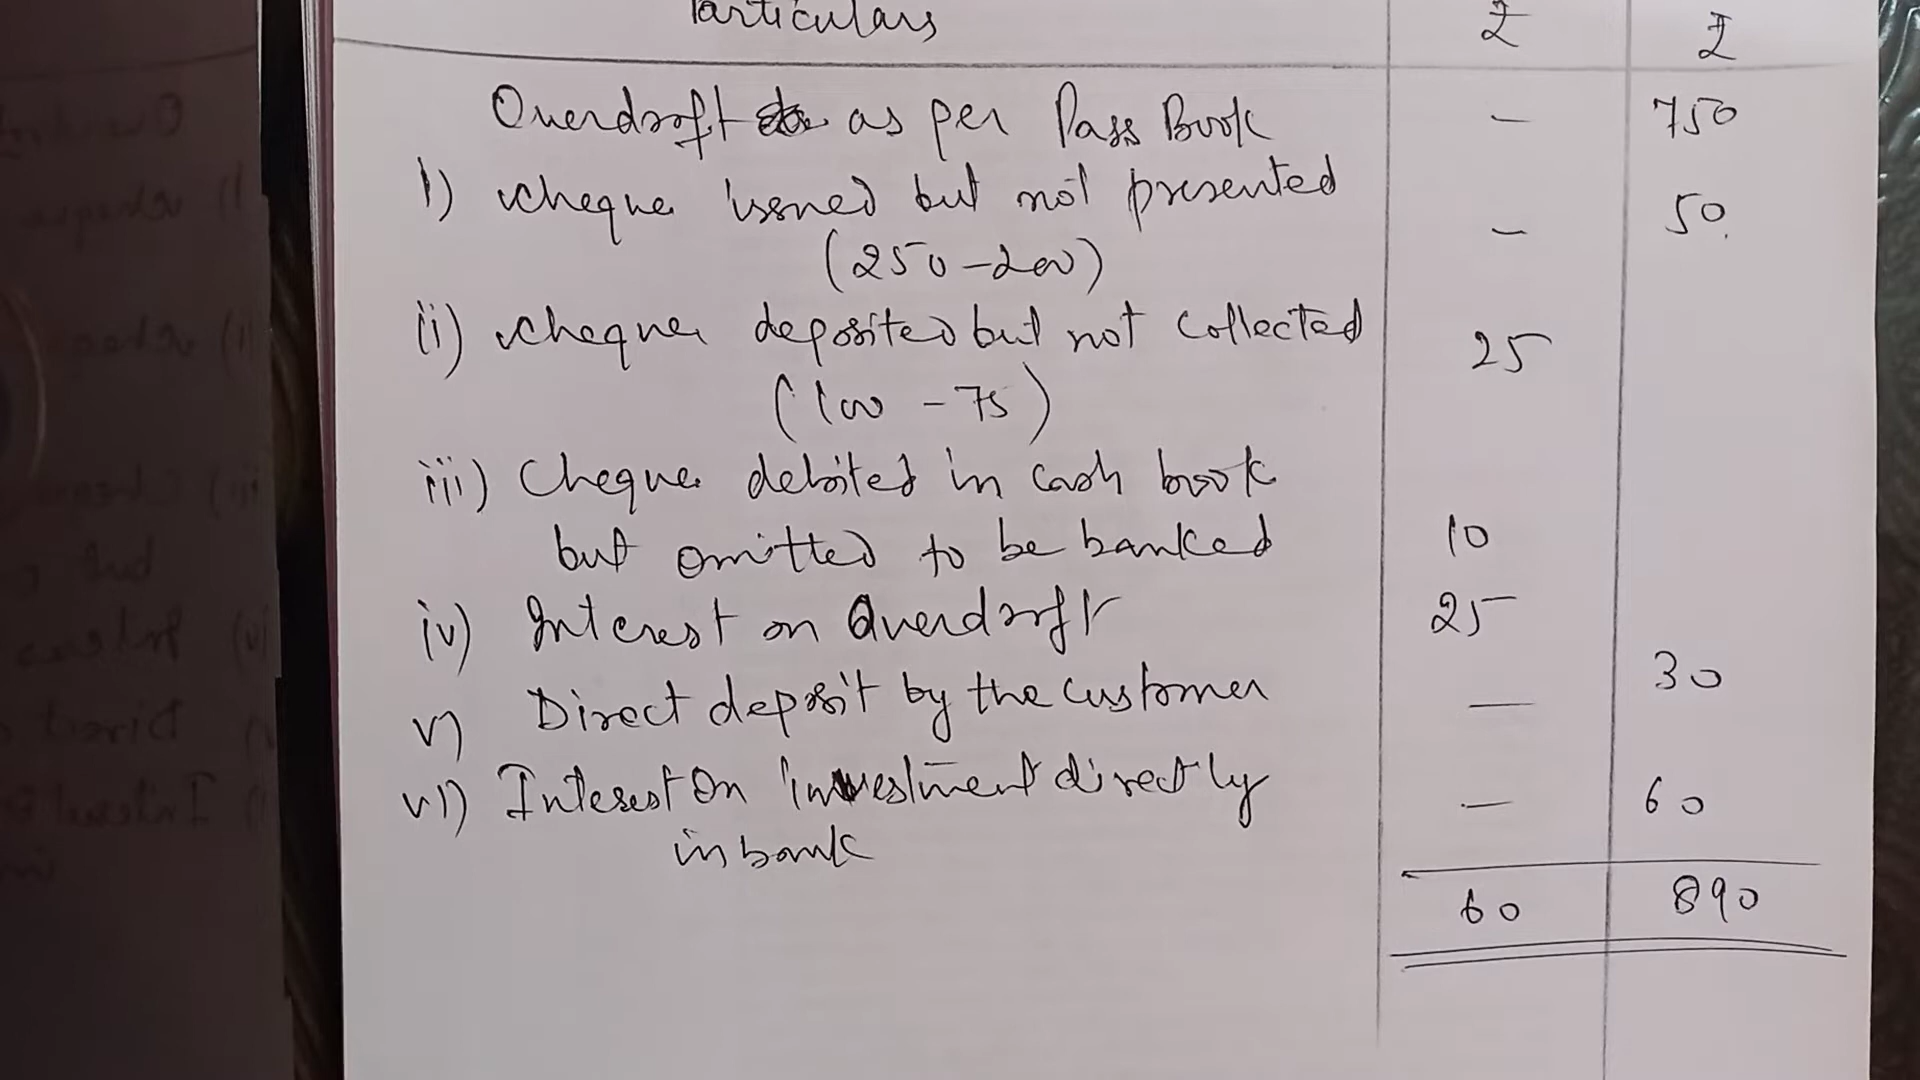 Particulars ₹ ₹
Overdraft as per Pass Book - 750
1) cheque issued but not presented - 50
(250-200)
(ii) cheque deposited but not collected 25
(100 - 75)
iii) Cheque debited in cash book
but omitted to be banked 10
iv) Interest on Overdraft 25
v) Direct deposit by the customer — 30
vi) Interest On investment directly — 60
in bank
60 890